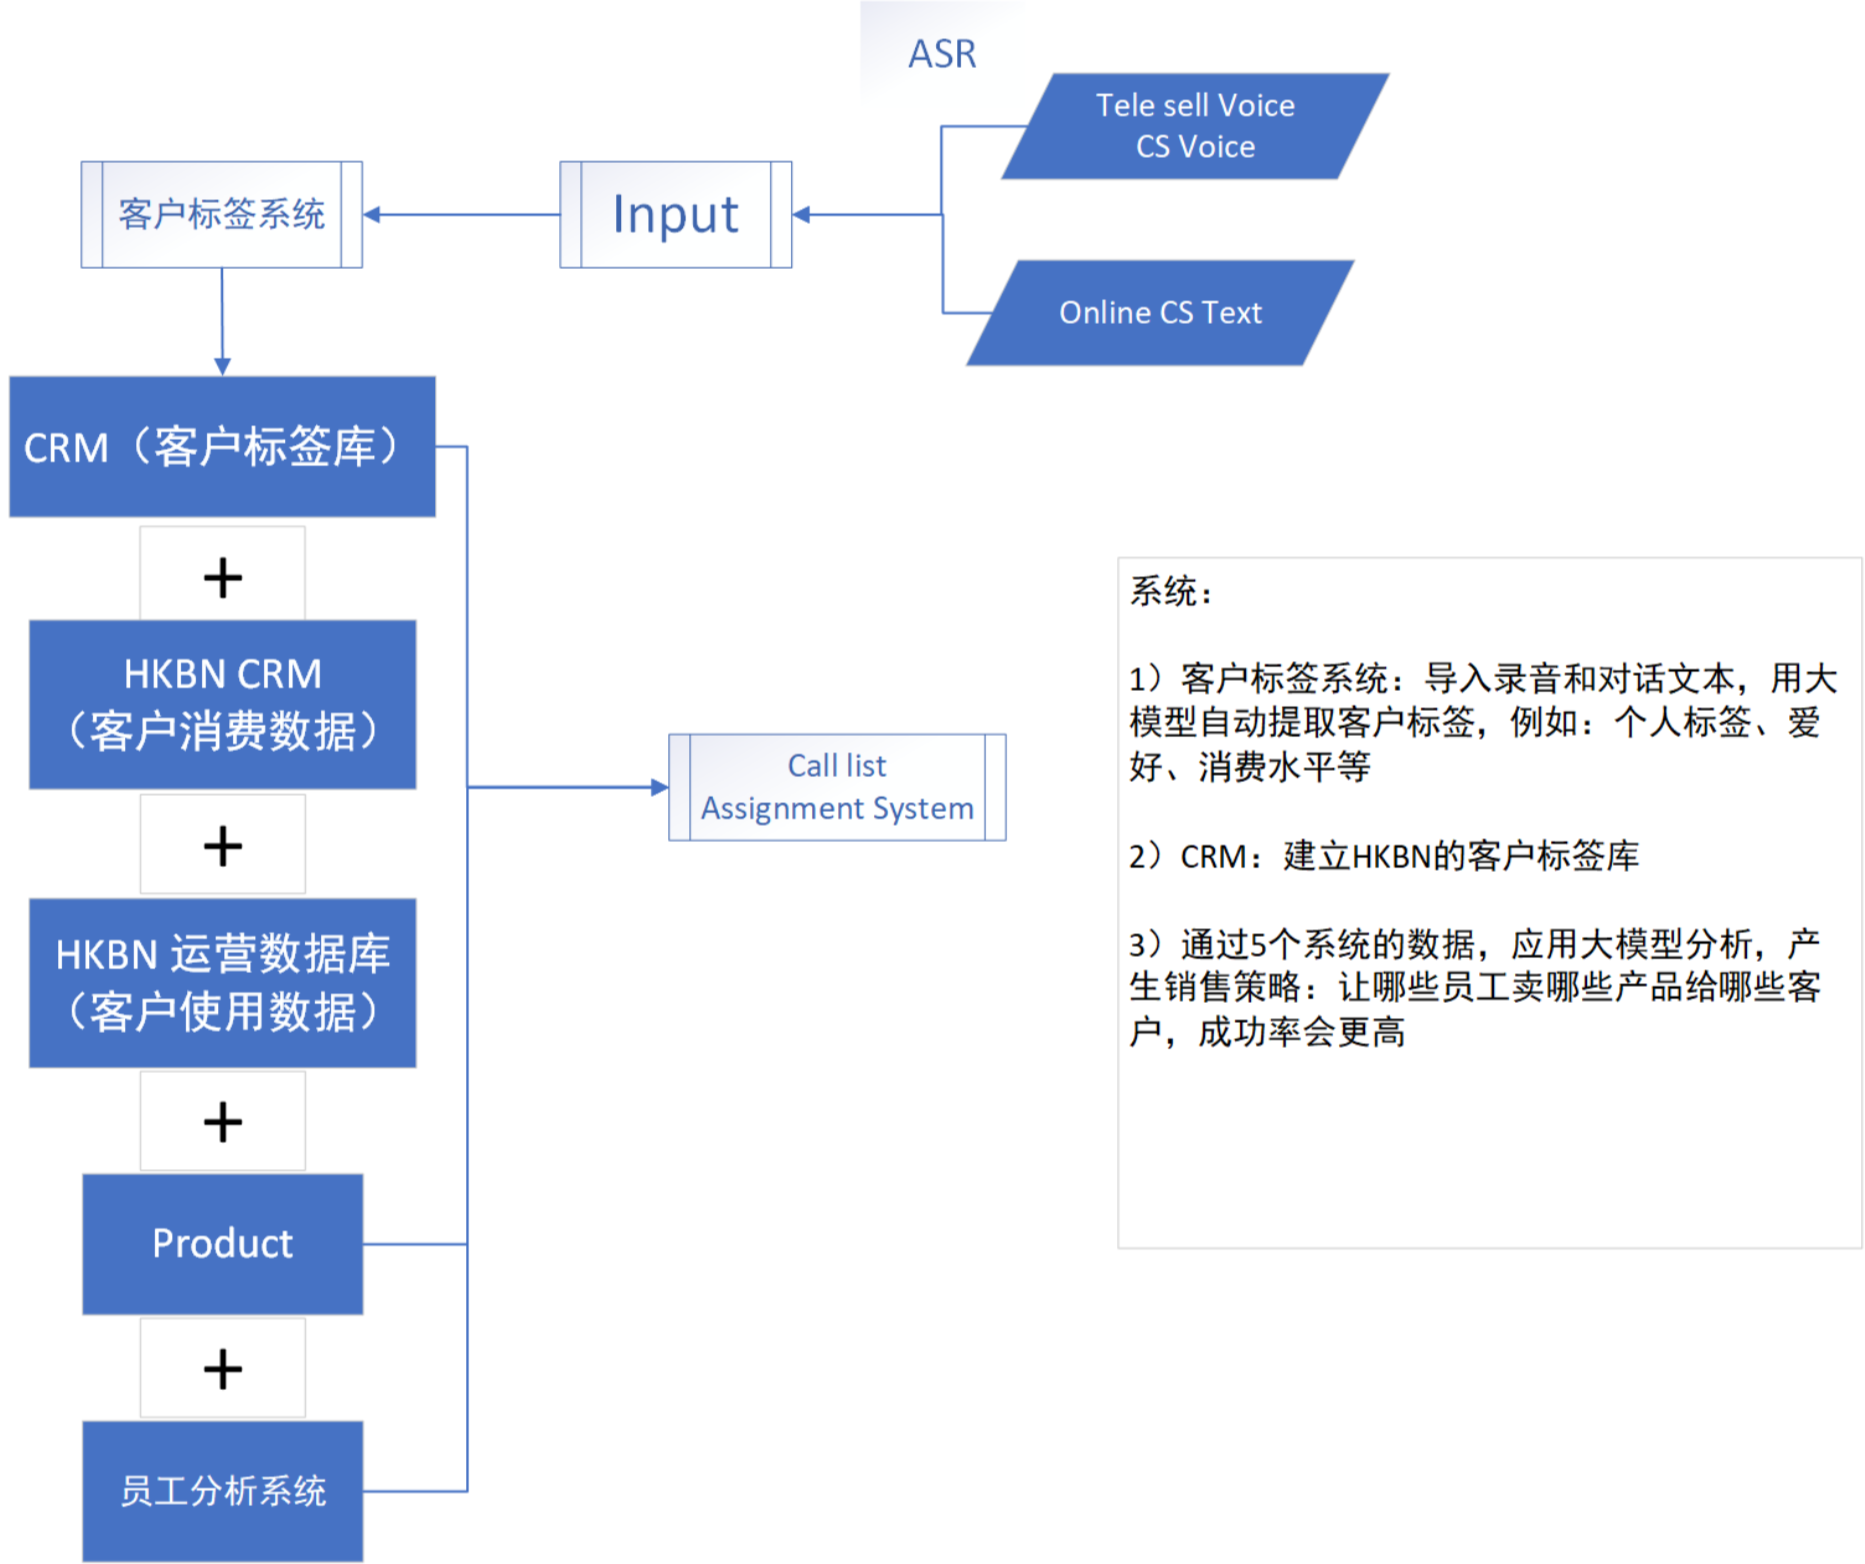 ASR
Tele sell Voice
CS Voice
客户标签系统
Input
Online CS Text
CRM（客户标签库）
+
HKBN CRM
（客户消费数据）
+
HKBN 运营数据库
（客户使用数据）
+
Product
+
员工分析系统
Call list
Assignment System
系统：
1）客户标签系统：导入录音和对话文本，用大
模型自动提取客户标签，例如：个人标签、爱
好、消费水平等
2）CRM：建立HKBN的客户标签库
3）通过5个系统的数据，应用大模型分析，产
生销售策略：让哪些员工卖哪些产品给哪些客
户，成功率会更高